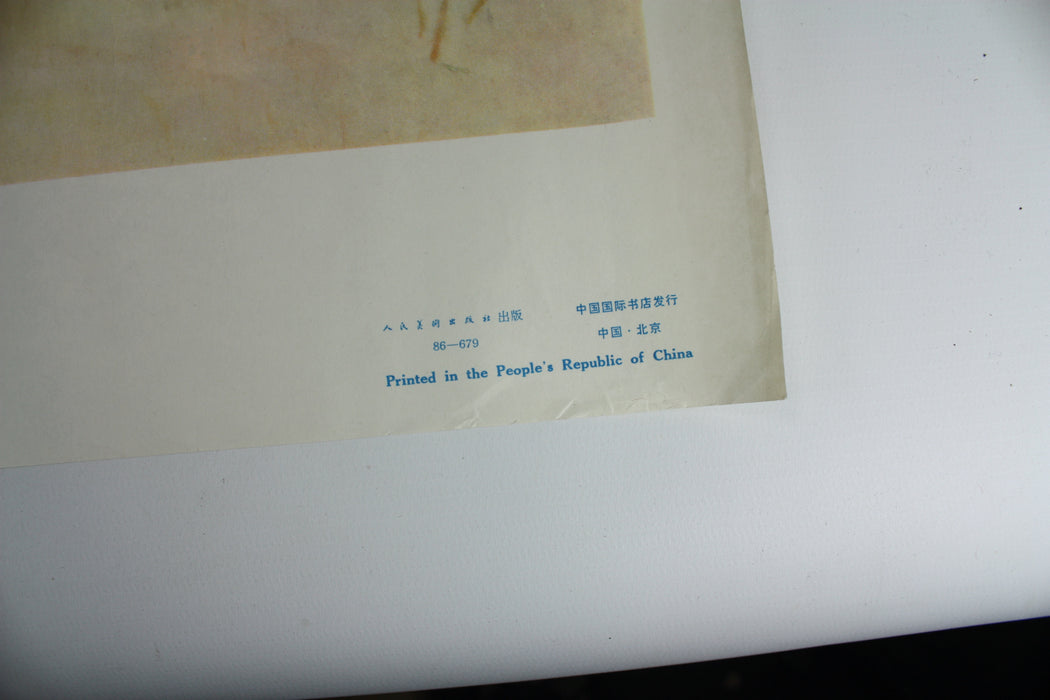 人民美術出版社出版
86—679
中国国际书店发行
中国·北京
Printed in the People's Republic of China